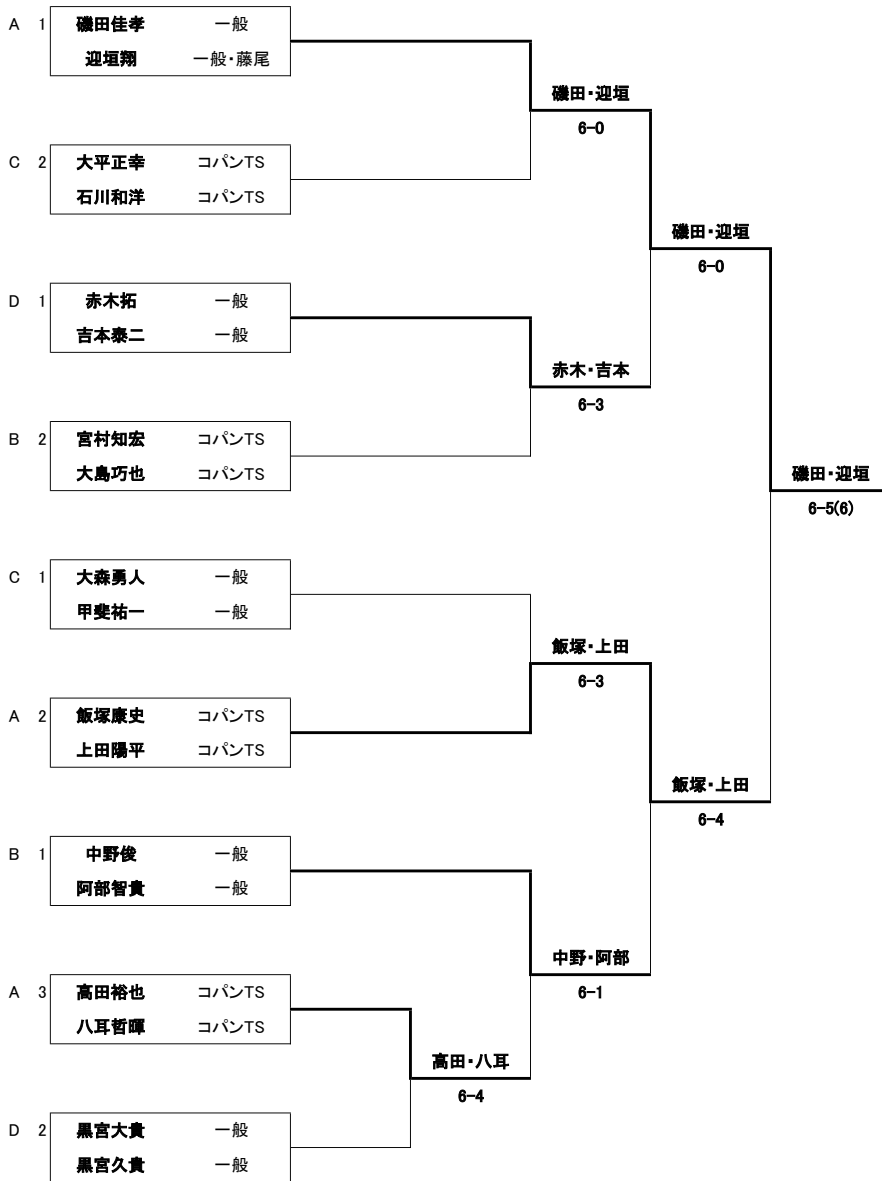 A 1 磯田佳孝 一般
迎垣翔 一般・藤尾
磯田・迎垣
6-0
C 2 大平正幸 コパンTS
石川和洋 コパンTS
磯田・迎垣
6-0
D 1 赤木拓 一般
吉本泰二 一般
赤木・吉本
6-3
B 2 宮村知宏 コパンTS
大島巧也 コパンTS
磯田・迎垣
6-5(6)
C 1 大森勇人 一般
甲斐祐一 一般
飯塚・上田
6-3
A 2 飯塚康史 コパンTS
上田陽平 コパンTS
飯塚・上田
6-4
B 1 中野俊 一般
阿部智貴 一般
中野・阿部
6-1
A 3 高田裕也 コパンTS
八耳哲暉 コパンTS
高田・八耳
6-4
D 2 黒宮大貴 一般
黒宮久貴 一般